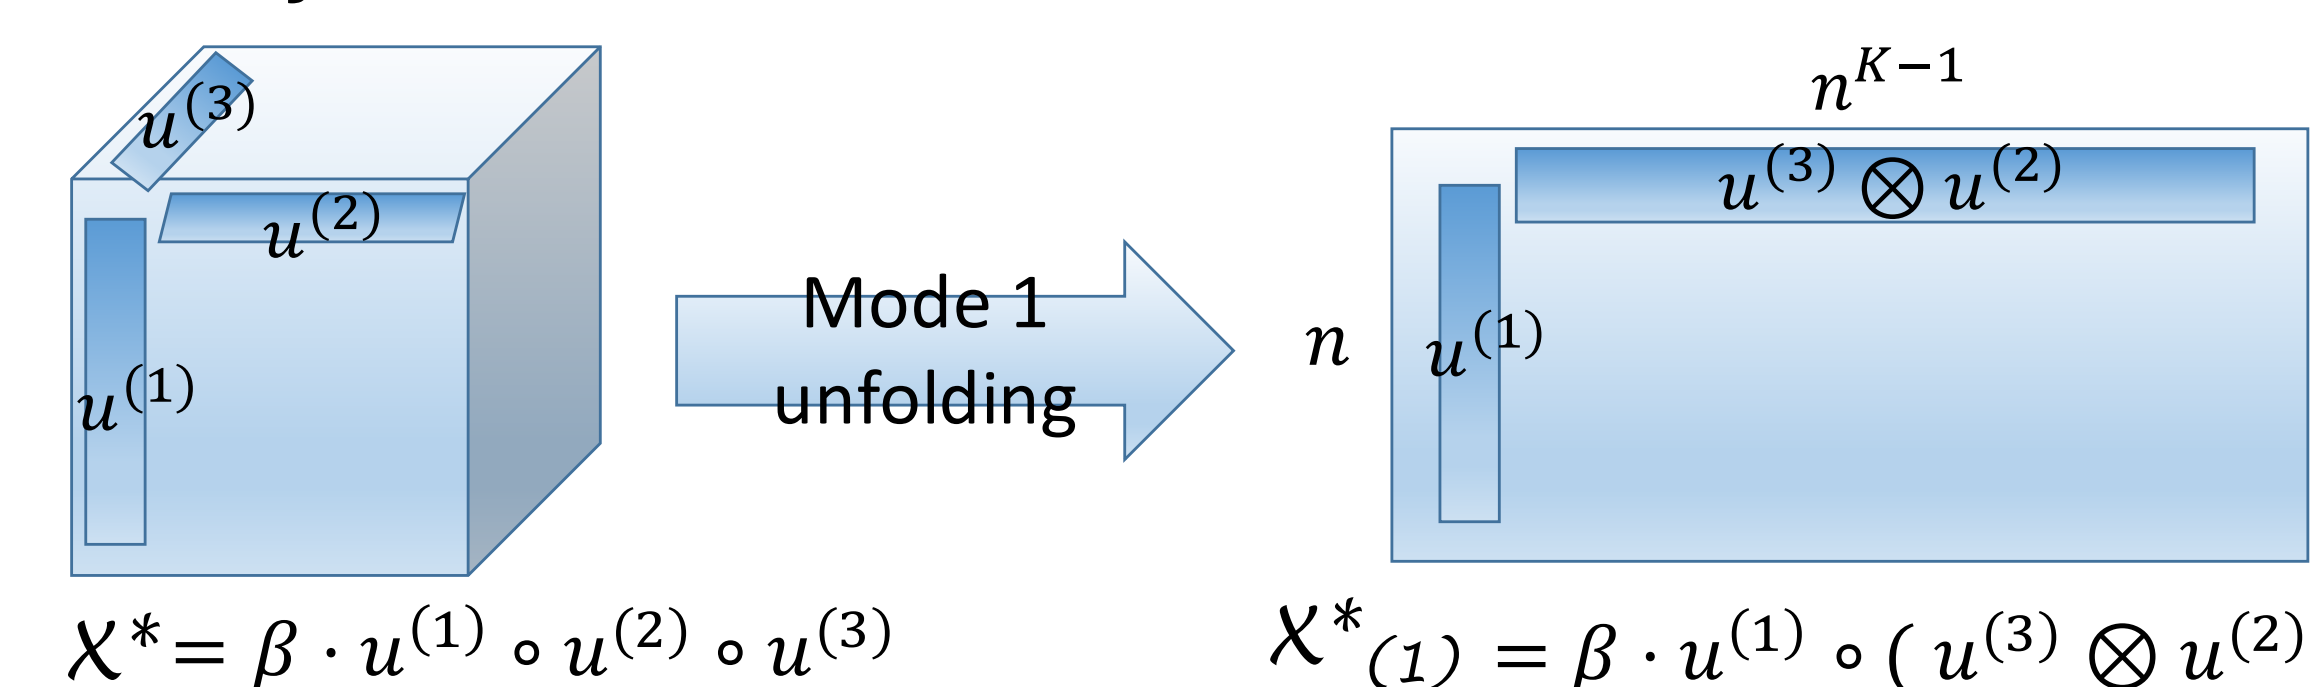 u⁽³⁾
u⁽²⁾
u⁽¹⁾
Mode 1
unfolding
n^{K−1}
u⁽³⁾ ⊗ u⁽²⁾
n
u⁽¹⁾
𝒳* = β · u⁽¹⁾ ∘ u⁽²⁾ ∘ u⁽³⁾
𝒳*₍₁₎ = β · u⁽¹⁾ ∘ ( u⁽³⁾ ⊗ u⁽²⁾